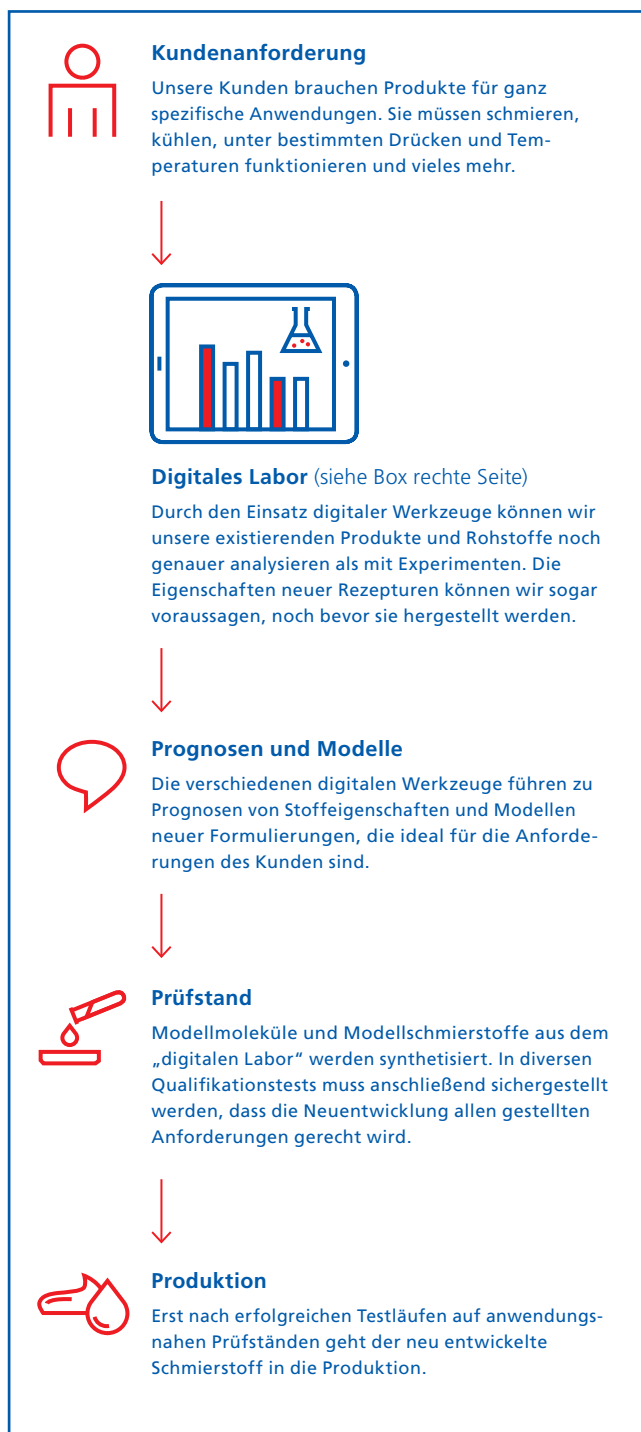 Kundenanforderung
Unsere Kunden brauchen Produkte für ganz
spezifische Anwendungen. Sie müssen schmieren,
kühlen, unter bestimmten Drücken und Tem-
peraturen funktionieren und vieles mehr.
Digitales Labor (siehe Box rechte Seite)
Durch den Einsatz digitaler Werkzeuge können wir
unsere existierenden Produkte und Rohstoffe noch
genauer analysieren als mit Experimenten. Die
Eigenschaften neuer Rezepturen können wir sogar
voraussagen, noch bevor sie hergestellt werden.
Prognosen und Modelle
Die verschiedenen digitalen Werkzeuge führen zu
Prognosen von Stoffeigenschaften und Modellen
neuer Formulierungen, die ideal für die Anforde-
rungen des Kunden sind.
Prüfstand
Modellmoleküle und Modellschmierstoffe aus dem
„digitalen Labor“ werden synthetisiert. In diversen
Qualifikationstests muss anschließend sichergestellt
werden, dass die Neuentwicklung allen gestellten
Anforderungen gerecht wird.
Produktion
Erst nach erfolgreichen Testläufen auf anwendungs-
nahen Prüfständen geht der neu entwickelte
Schmierstoff in die Produktion.